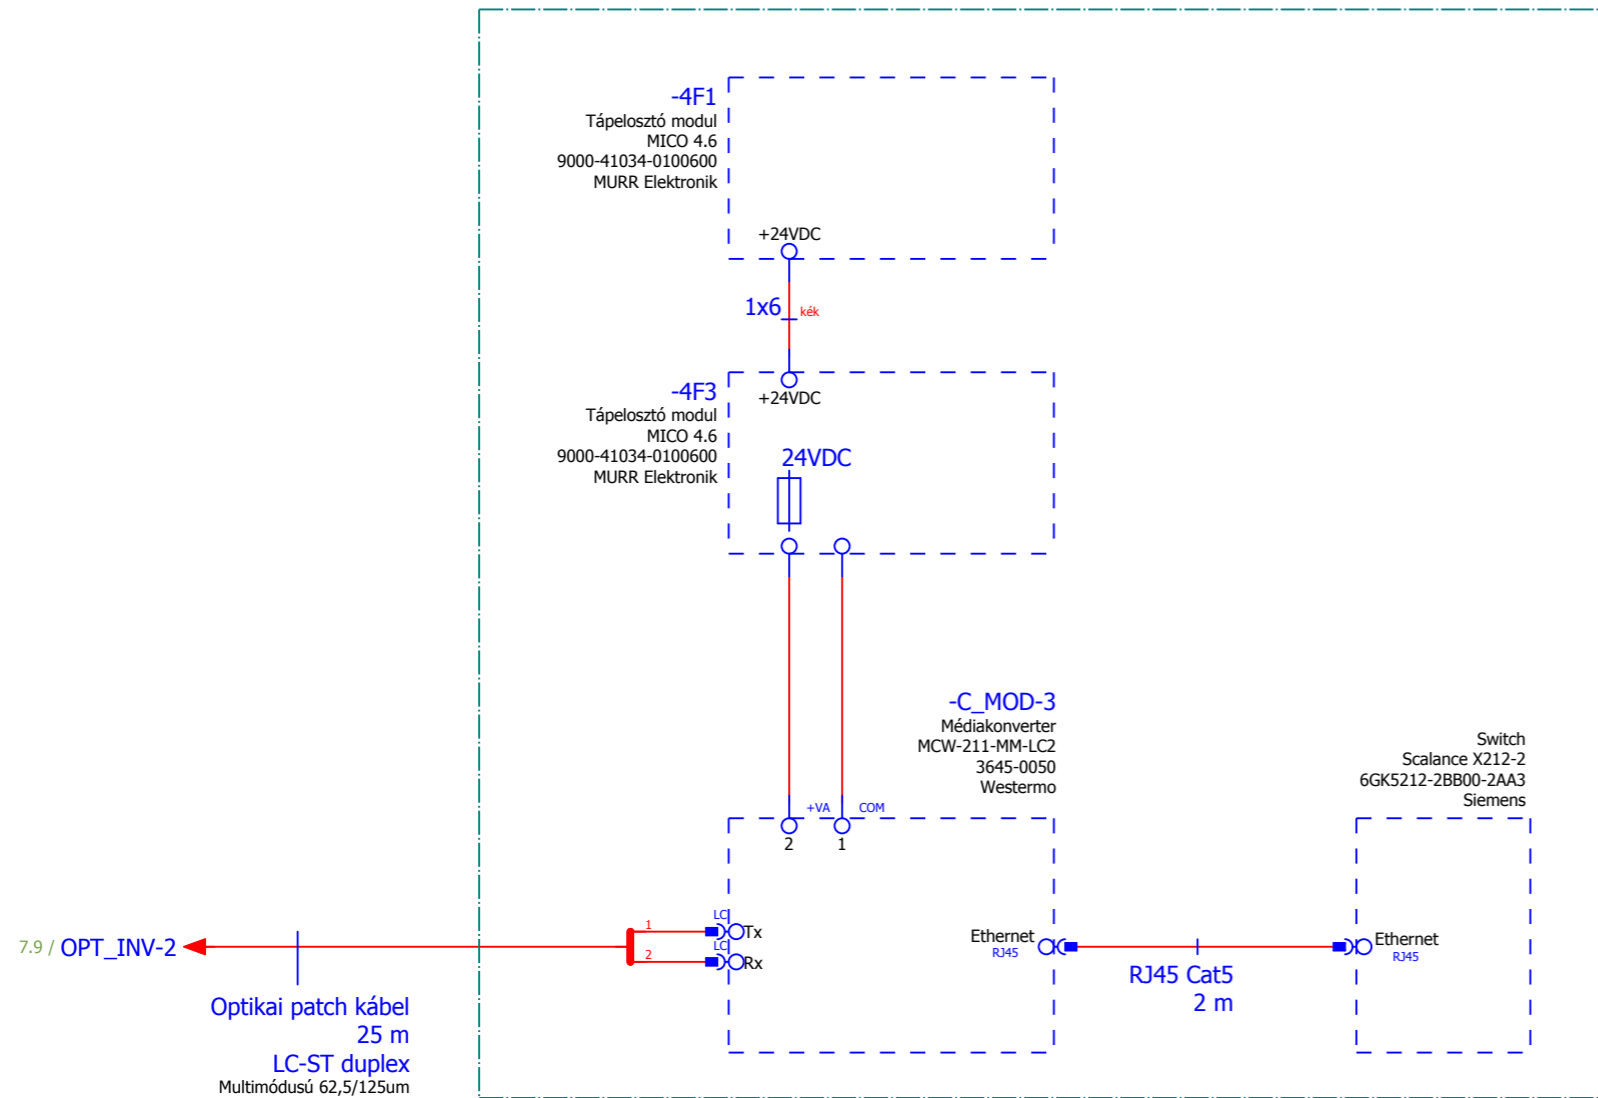 -4F1
Tápelosztó modul
MICO 4.6
9000-41034-0100600
MURR Elektronik
+24VDC
1x6
kék
-4F3
Tápelosztó modul
MICO 4.6
9000-41034-0100600
MURR Elektronik
+24VDC
24VDC
-C_MOD-3
Médiakonverter
MCW-211-MM-LC2
3645-0050
Westermo
Switch
Scalance X212-2
6GK5212-2BB00-2AA3
Siemens
+VA
COM
2
1
7.9 / OPT_INV-2
1
LC
Tx
2
LC
Rx
Ethernet
RJ45
Ethernet
RJ45
RJ45 Cat5
2 m
Optikai patch kábel
25 m
LC-ST duplex
Multimódusú 62,5/125um